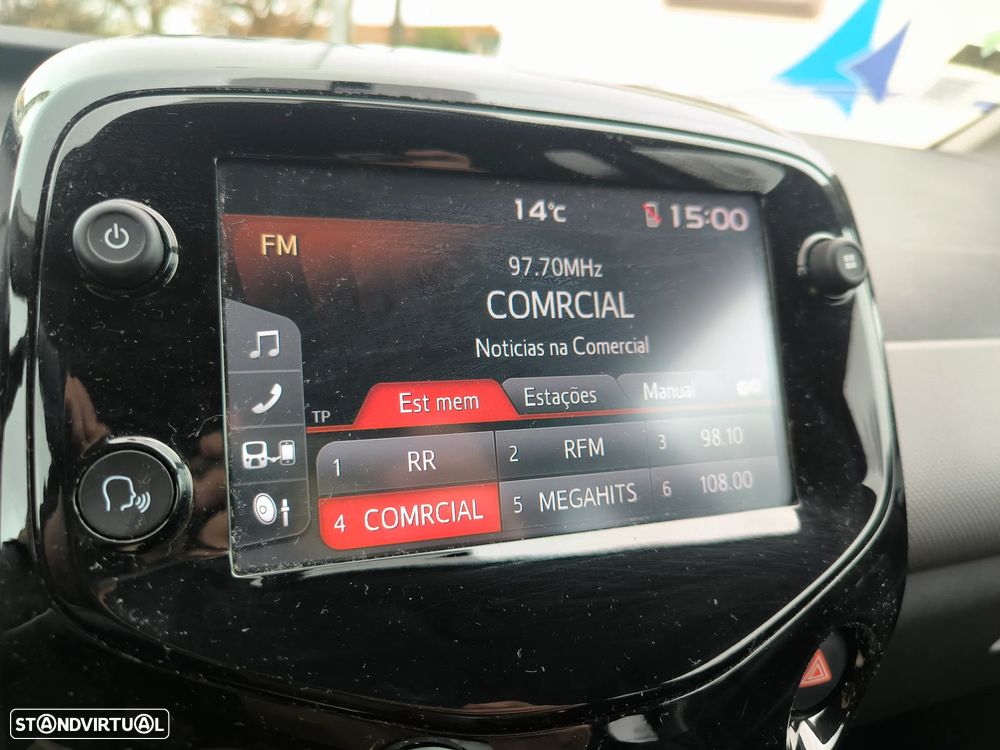 14°C
15:00
FM
97.70MHz
COMRCIAL
Noticias na Comercial
TP
Est mem
Estações
Manual
1 RR
2 RFM
3 98.10
4 COMRCIAL
5 MEGAHITS
6 108.00
STANDVIRTUAL